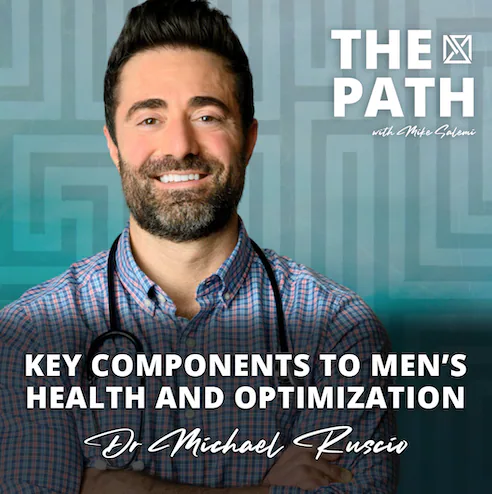 THE
PATH
with Mike Salemi
KEY COMPONENTS TO MEN’S
HEALTH AND OPTIMIZATION
Dr Michael Ruscio